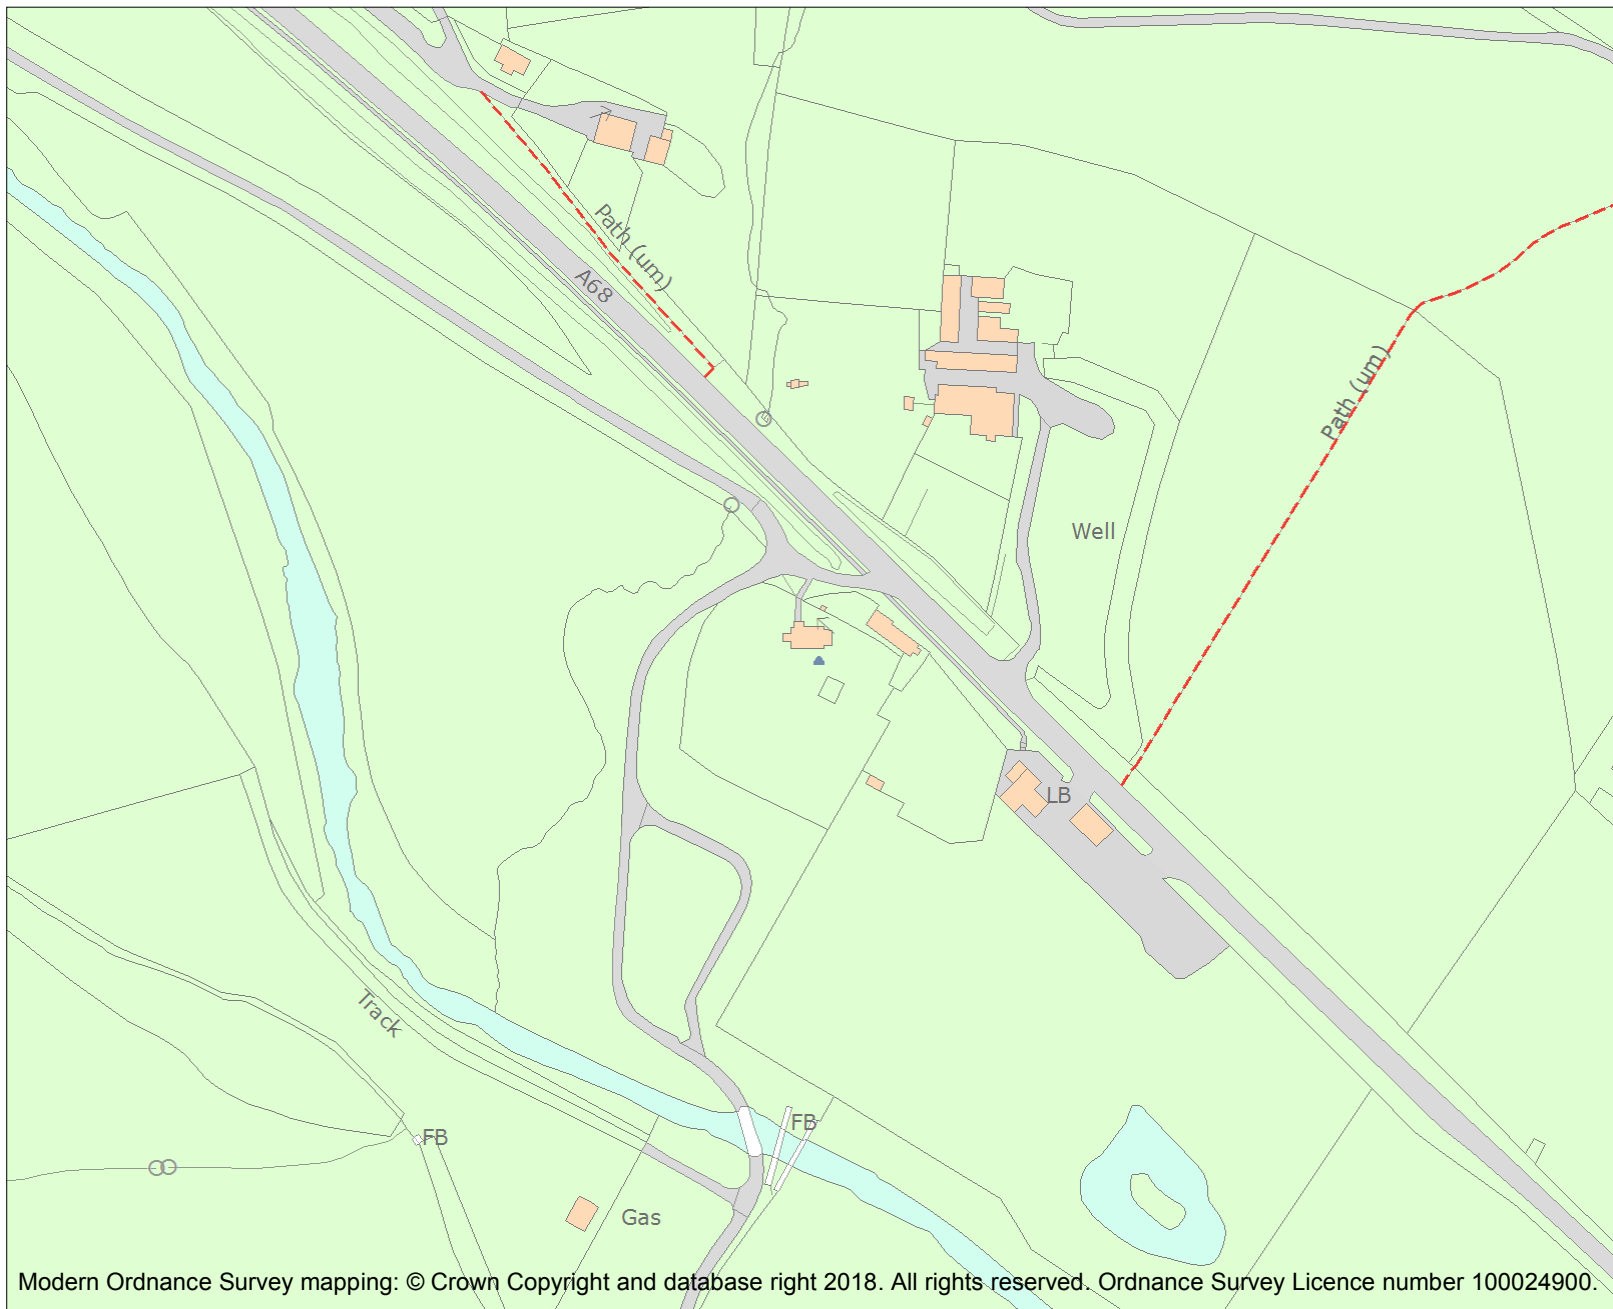 Path (um)
A68
Path (um)
Well
LB
Track
FB
FB
Gas
Modern Ordnance Survey mapping: © Crown Copyright and database right 2018. All rights reserved. Ordnance Survey Licence number 100024900.